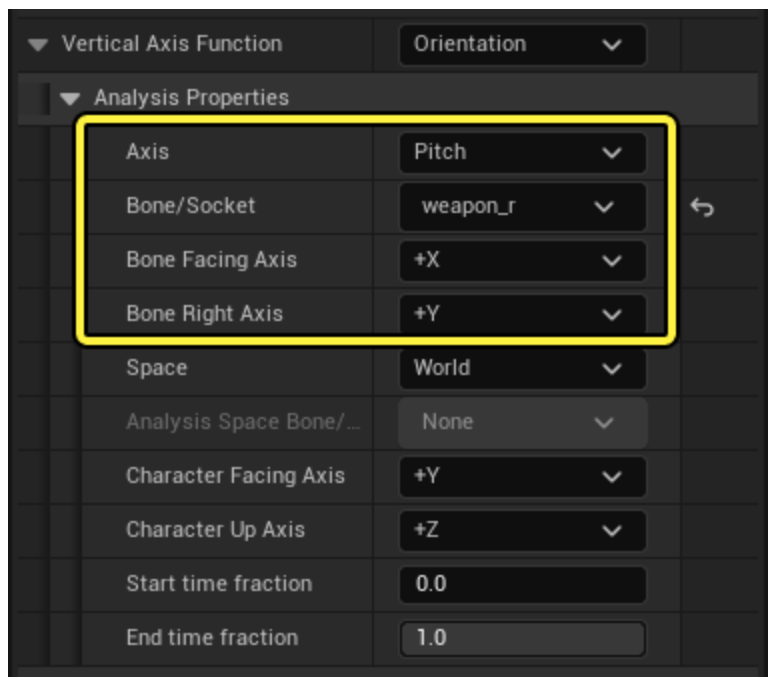 Vertical Axis Function Orientation
Analysis Properties
Axis Pitch
Bone/Socket weapon_r
Bone Facing Axis +X
Bone Right Axis +Y
Space World
Analysis Space Bone/... None
Character Facing Axis +Y
Character Up Axis +Z
Start time fraction 0.0
End time fraction 1.0